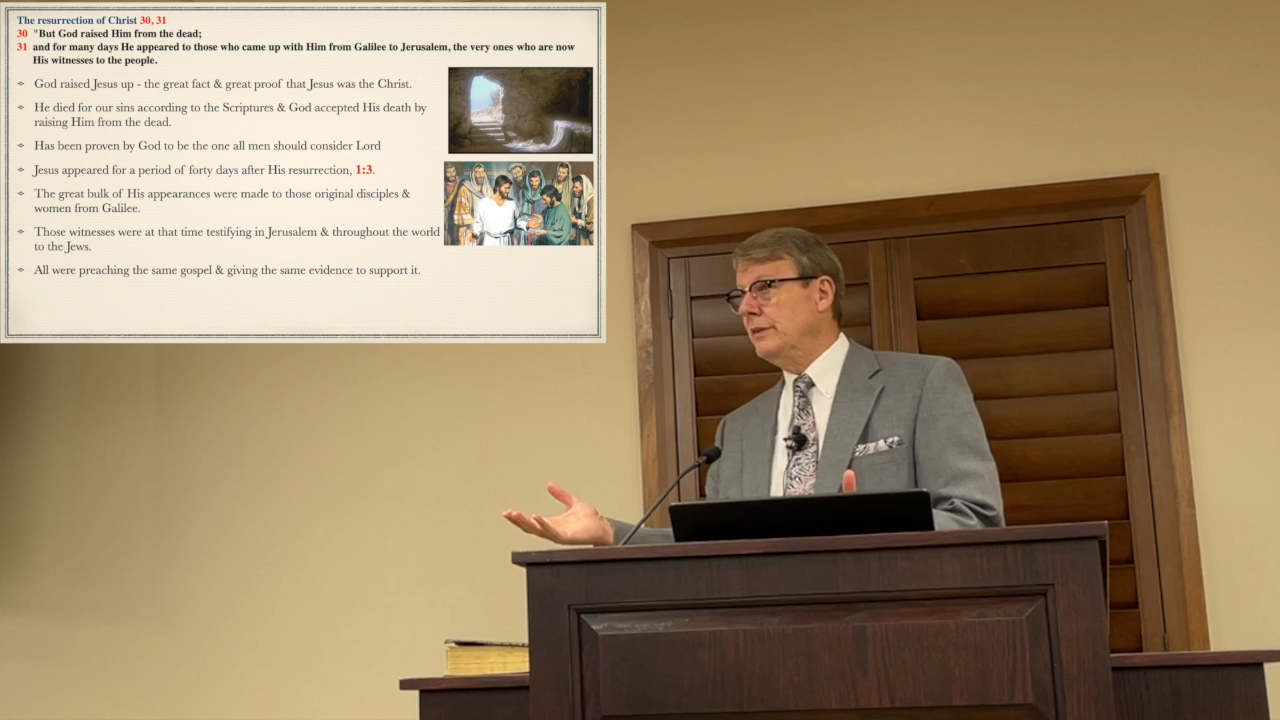 The resurrection of Christ 30, 31
30 "But God raised Him from the dead;
31 and for many days He appeared to those who came up with Him from Galilee to Jerusalem, the very ones who are now
His witnesses to the people.
God raised Jesus up - the great fact & great proof that Jesus was the Christ.
He died for our sins according to the Scriptures & God accepted His death by
raising Him from the dead.
Has been proven by God to be the one all men should consider Lord
Jesus appeared for a period of forty days after His resurrection, 1:3.
The great bulk of His appearances were made to those original disciples &
women from Galilee.
Those witnesses were at that time testifying in Jerusalem & throughout the world
to the Jews.
All were preaching the same gospel & giving the same evidence to support it.